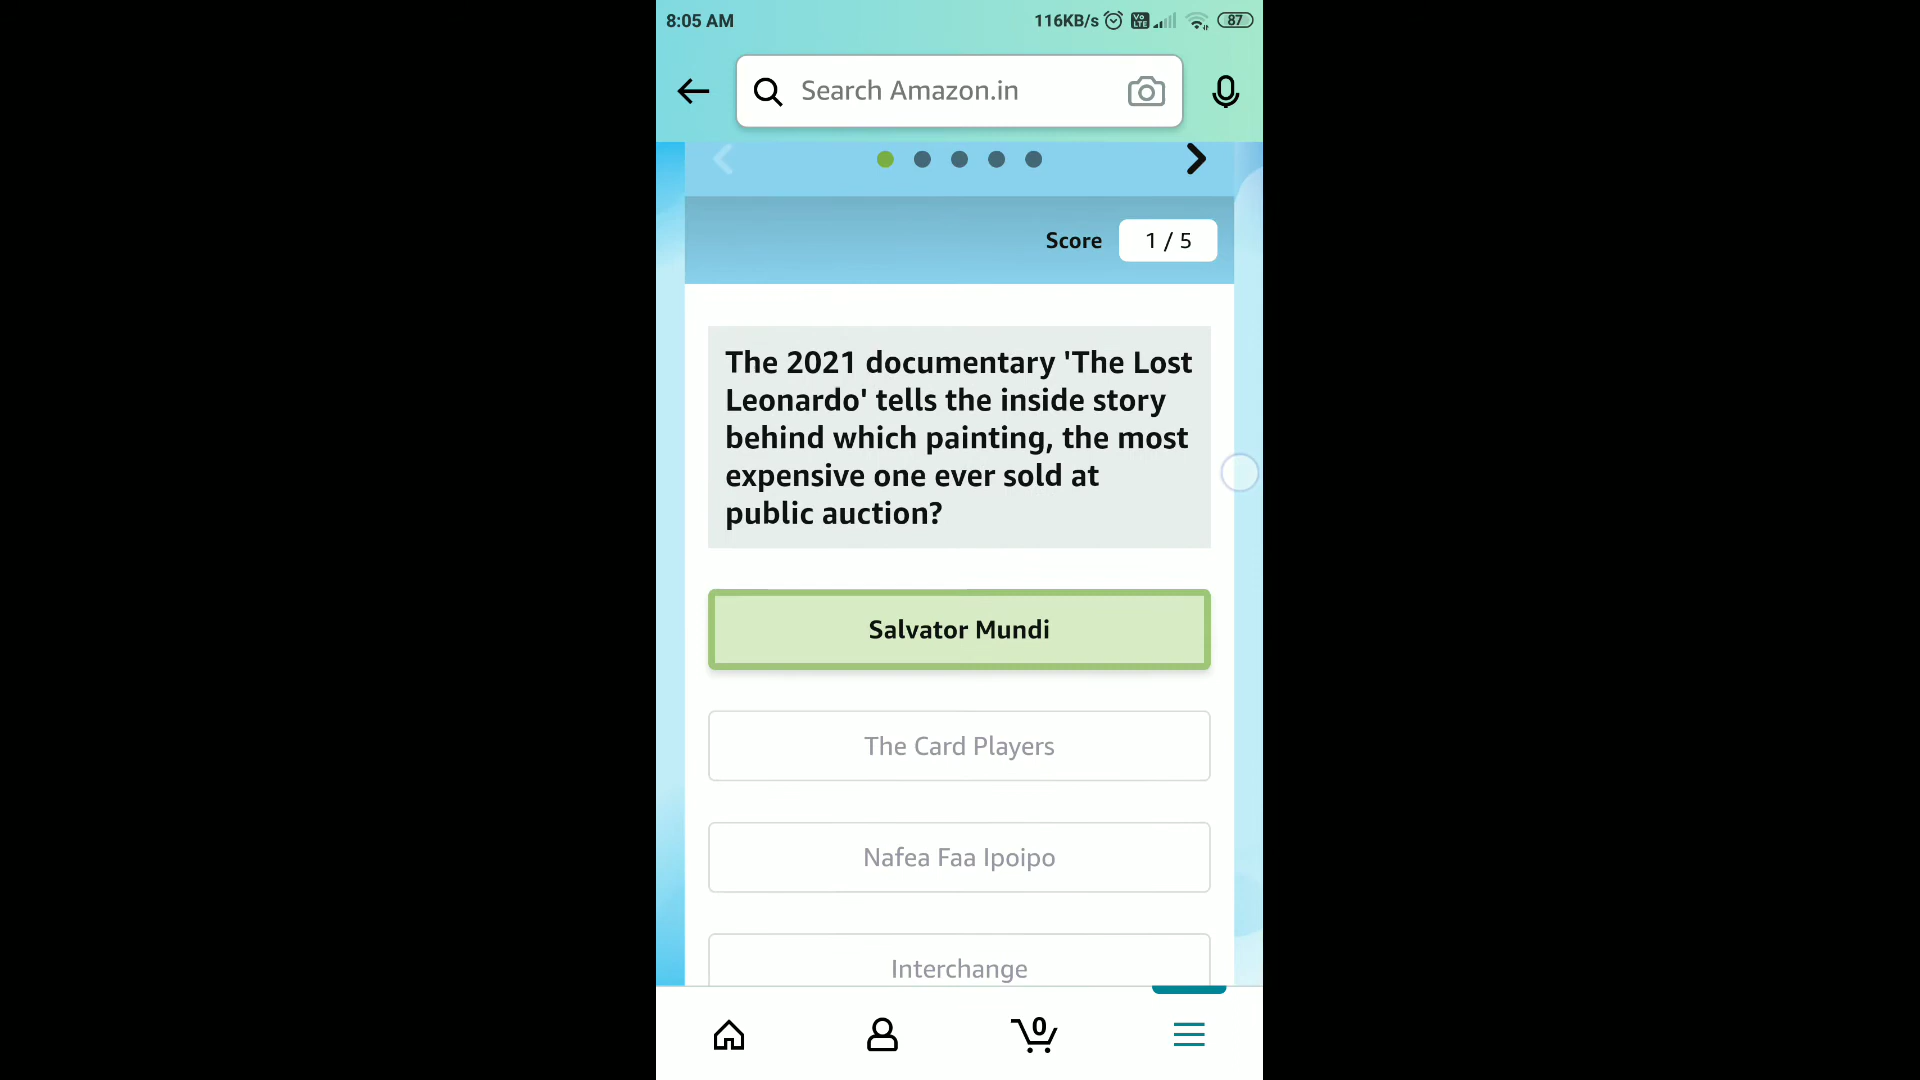 8:05 AM 116KB/s Vo LTE 87
Search Amazon.in
Score 1 / 5
The 2021 documentary 'The Lost
Leonardo' tells the inside story
behind which painting, the most
expensive one ever sold at
public auction?
Salvator Mundi
The Card Players
Nafea Faa Ipoipo
Interchange
0